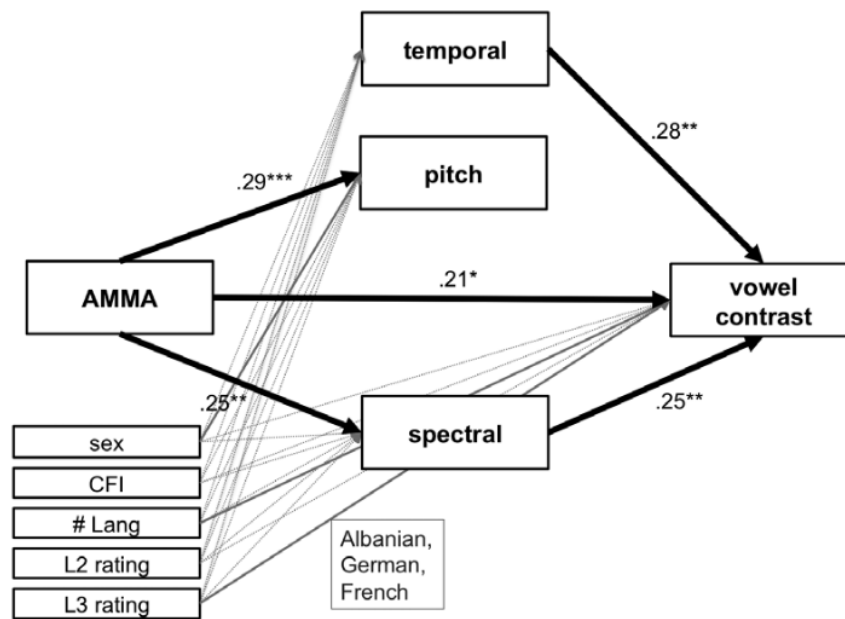 temporal
.28**
pitch
.29***
AMMA
.21*
vowel
contrast
.25**
spectral
.25**
sex
CFI
# Lang
L2 rating
L3 rating
Albanian,
German,
French